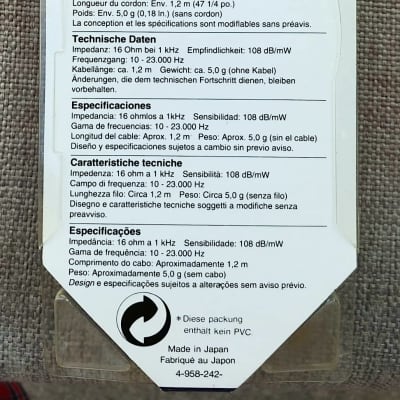 Longueur du cordon: Env. 1,2 m (47 1/4 po.)
Poids: Env. 5,0 g (0,18 ln.) (sans cordon)
La conception et les spécifications sont modifiables sans préavis.
Technische Daten
Impedanz: 16 Ohm bei 1 kHz Empfindlichkeit: 108 dB/mW
Frequenzgang: 10 - 23.000 Hz
Kabellänge: ca. 1,2 m Gewicht: ca. 5,0 g (ohne Kabel)
Änderungen, die dem technischen Fortschritt dienen, bleiben
vorbehalten.
Especificaciones
Impedancia: 16 ohmios a 1kHz Sensibilidad: 108 dB/mW
Gama de frecuencias: 10 - 23.000 Hz
Longitud del cable: Aprox. 1,2 m Peso: Aprox. 5,0 g (sin el cable)
Diseño y especificaciones sujetos a cambio sin previo aviso.
Caratteristiche tecniche
Impedenza: 16 ohm a 1 kHz Sensibilità: 108 dB/mW
Campo di frequenza: 10 - 23.000 Hz
Lunghezza filo: Circa 1,2 m Peso: Circa 5,0 g (senza filo)
Disegno e caratteristiche tecniche soggetti a modifiche senza
preavviso.
Especificações
Impedância: 16 ohm a 1 kHz Sensibilidade: 108 dB/mW
Gama de frequência: 10 - 23.000 Hz
Comprimento do cabo: Aproximadamente 1,2 m
Peso: Aproximadamente 5,0 g (sem cabo)
Design e especificações sujeitos a alterações sem aviso prévio.
* Diese packung
enthält kein PVC.
Made in Japan
Fabriqué au Japon
4-958-242-